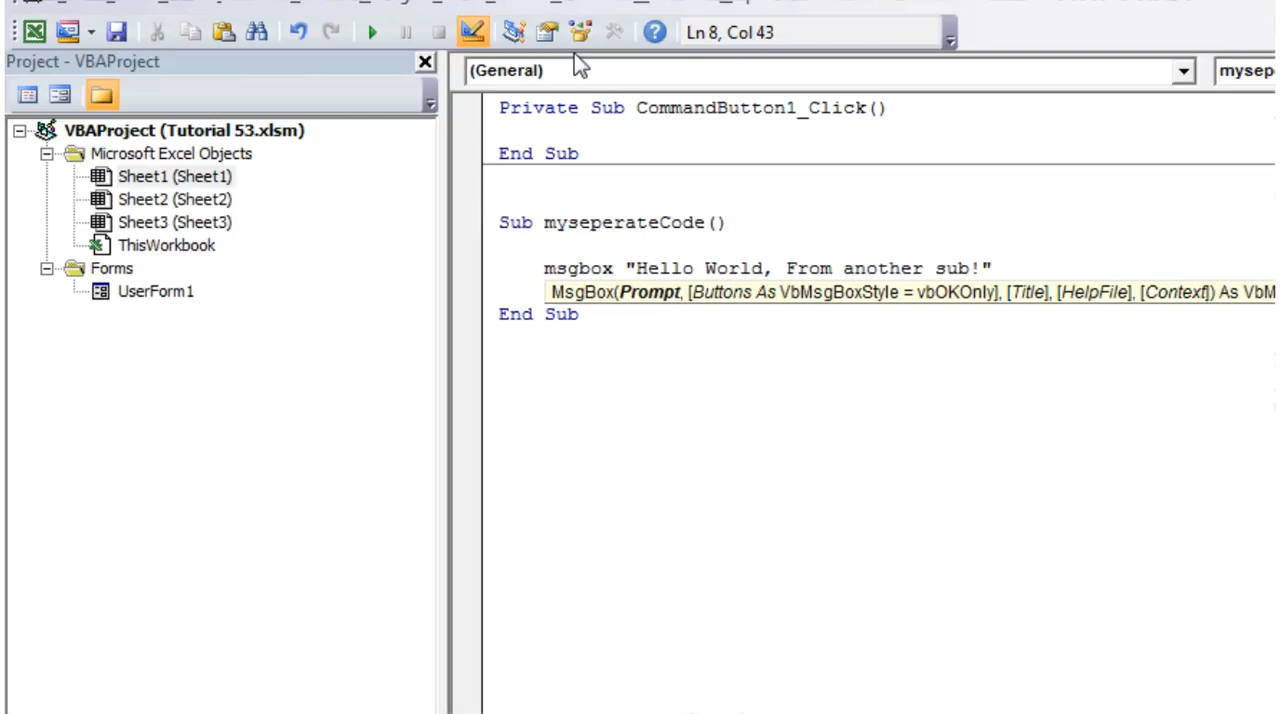 Ln 8, Col 43
Project - VBAProject
(General)
mysep
VBAProject (Tutorial 53.xlsm)
Microsoft Excel Objects
Sheet1 (Sheet1)
Sheet2 (Sheet2)
Sheet3 (Sheet3)
ThisWorkbook
Forms
UserForm1
Private Sub CommandButton1_Click()
End Sub
Sub myseperateCode()
msgbox "Hello World, From another sub!"
MsgBox(Prompt, [Buttons As VbMsgBoxStyle = vbOKOnly], [Title], [HelpFile], [Context]) As VbM
End Sub